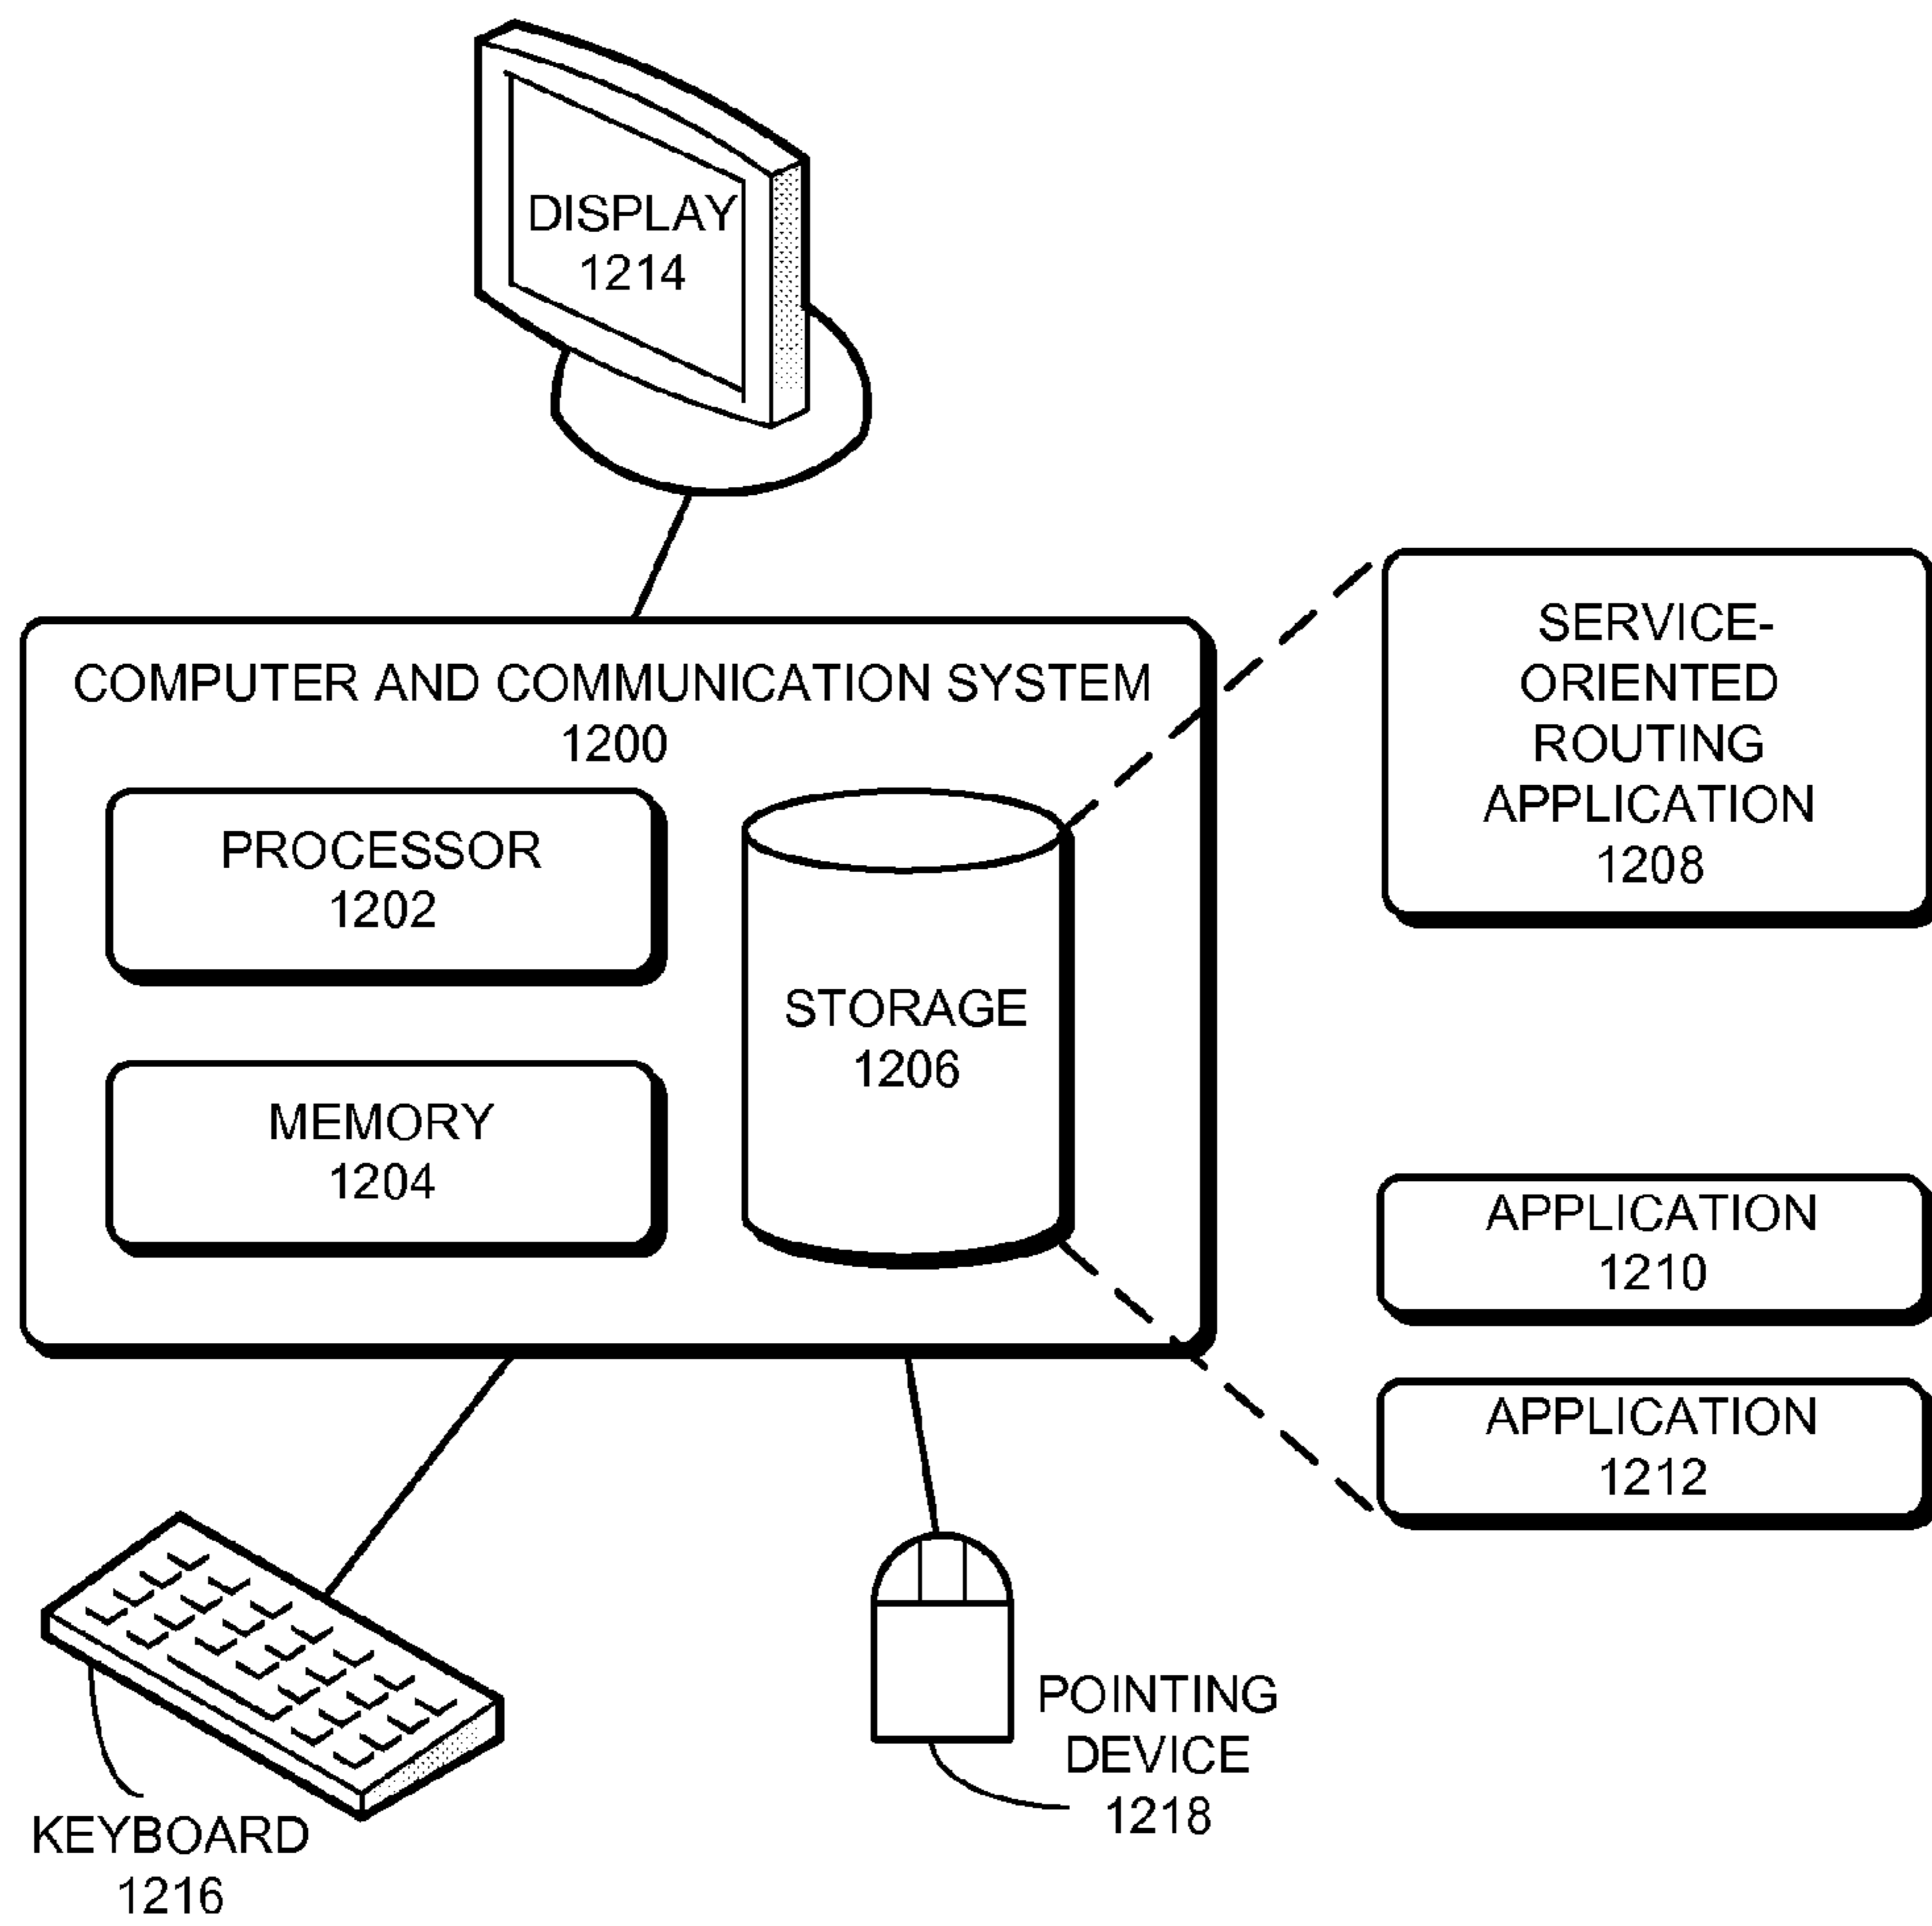 DISPLAY
1214
COMPUTER AND COMMUNICATION SYSTEM
1200
PROCESSOR
1202
MEMORY
1204
STORAGE
1206
SERVICE-
ORIENTED
ROUTING
APPLICATION
1208
APPLICATION
1210
APPLICATION
1212
KEYBOARD
1216
POINTING
DEVICE
1218